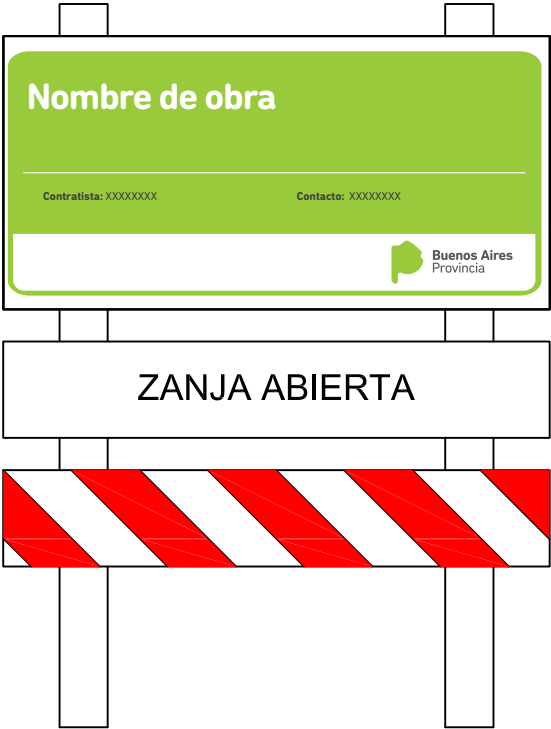 Nombre de obra
Contratista: XXXXXXXX Contacto: XXXXXXXX
Buenos Aires
Provincia
ZANJA ABIERTA